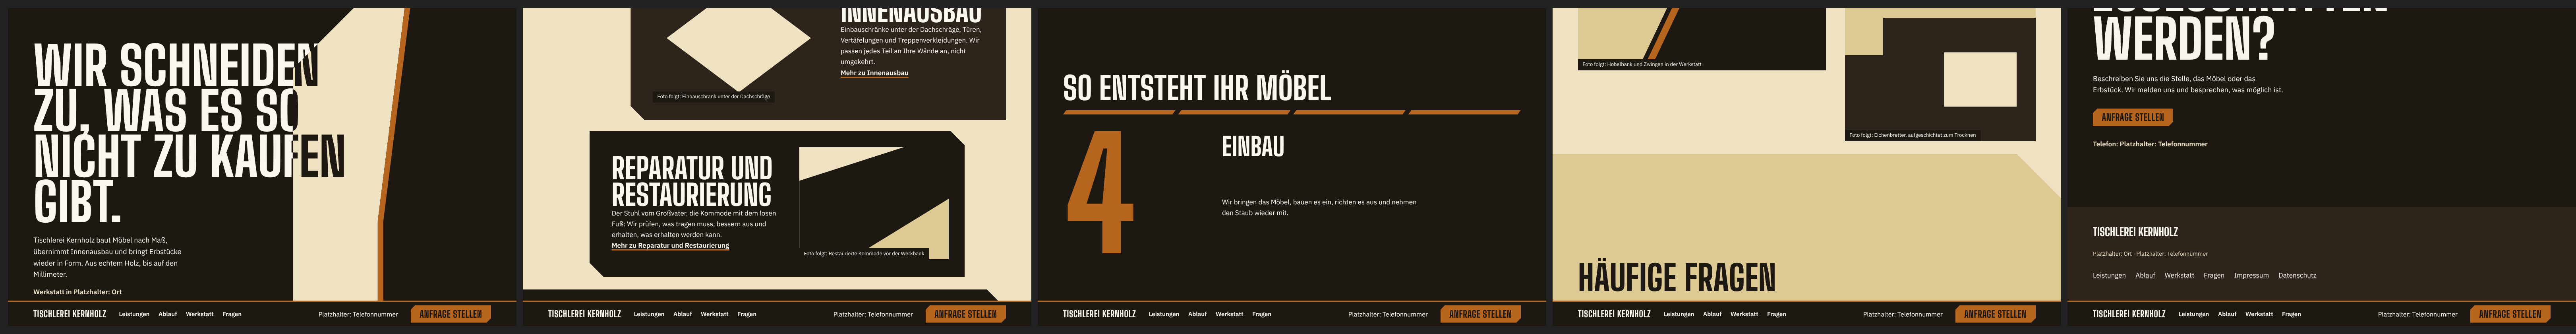 WIR SCHNEIDEN
ZU, WAS ES SO
NICHT ZU KAUFEN
GIBT.
Tischlerei Kernholz baut Möbel nach Maß,
übernimmt Innenausbau und bringt Erbstücke
wieder in Form. Aus echtem Holz, bis auf den
Millimeter.
Werkstatt in Platzhalter: Ort
TISCHLEREI KERNHOLZ Leistungen Ablauf Werkstatt Fragen Platzhalter: Telefonnummer ANFRAGE STELLEN
INNENAUSBAU
Einbauschränke unter der Dachschräge, Türen,
Vertäfelungen und Treppenverkleidungen. Wir
passen jedes Teil an Ihre Wände an, nicht
umgekehrt.
Mehr zu Innenausbau
Foto folgt: Einbauschrank unter der Dachschräge
REPARATUR UND
RESTAURIERUNG
Der Stuhl vom Großvater, die Kommode mit dem losen
Fuß: Wir prüfen, was tragen muss, bessern aus und
erhalten, was erhalten werden kann.
Mehr zu Reparatur und Restaurierung
Foto folgt: Restaurierte Kommode vor der Werkbank
TISCHLEREI KERNHOLZ Leistungen Ablauf Werkstatt Fragen Platzhalter: Telefonnummer ANFRAGE STELLEN
SO ENTSTEHT IHR MÖBEL
4
EINBAU
Wir bringen das Möbel, bauen es ein, richten es aus und nehmen
den Staub wieder mit.
TISCHLEREI KERNHOLZ Leistungen Ablauf Werkstatt Fragen Platzhalter: Telefonnummer ANFRAGE STELLEN
Foto folgt: Hobelbank und Zwingen in der Werkstatt
Foto folgt: Eichenbretter, aufgeschichtet zum Trocknen
HÄUFIGE FRAGEN
TISCHLEREI KERNHOLZ Leistungen Ablauf Werkstatt Fragen Platzhalter: Telefonnummer ANFRAGE STELLEN
WERDEN?
Beschreiben Sie uns die Stelle, das Möbel oder das
Erbstück. Wir melden uns und besprechen, was möglich ist.
ANFRAGE STELLEN
Telefon: Platzhalter: Telefonnummer
TISCHLEREI KERNHOLZ
Platzhalter: Ort · Platzhalter: Telefonnummer
Leistungen Ablauf Werkstatt Fragen Impressum Datenschutz
TISCHLEREI KERNHOLZ Leistungen Ablauf Werkstatt Fragen Platzhalter: Telefonnummer ANFRAGE STELLEN